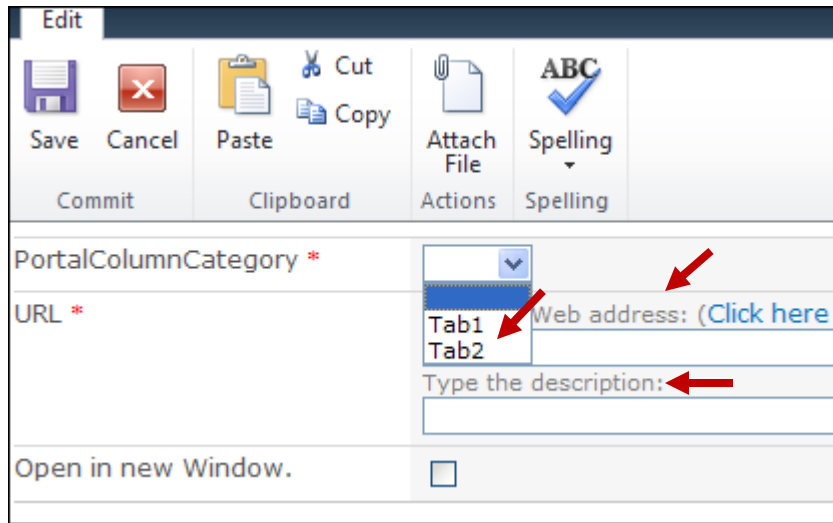 Edit
Save
Cancel
Paste
Cut
Copy
Attach
File
ABC
Spelling
Commit
Clipboard
Actions
Spelling
PortalColumnCategory *
URL *
Web address: (Click here
Tab1
Tab2
Type the description:
Open in new Window.